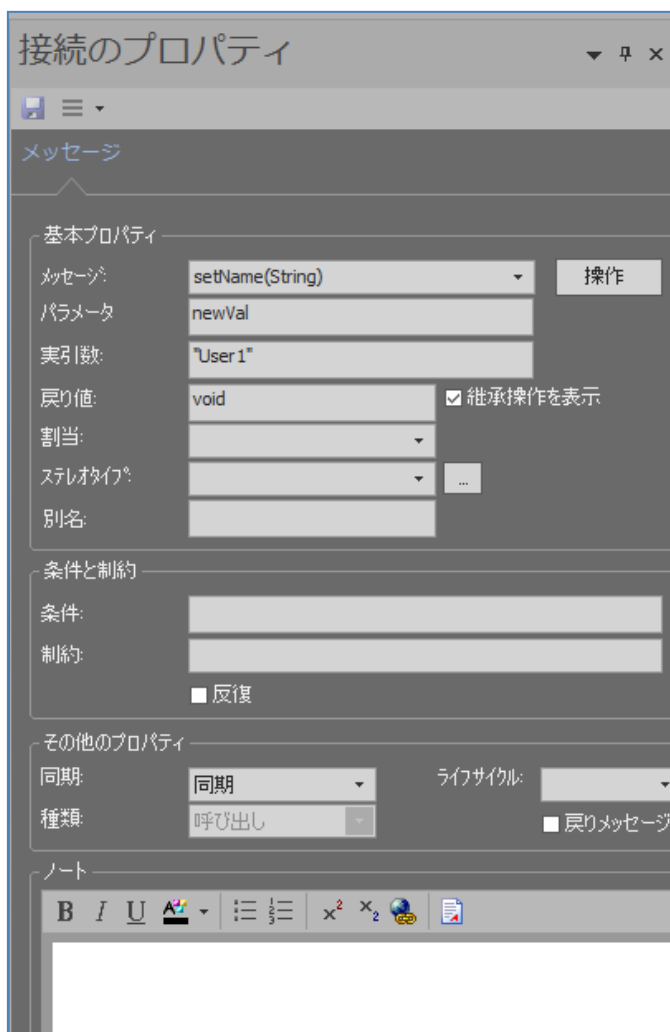 接続のプロパティ
メッセージ
基本プロパティ
メッセージ: setName(String) 操作
パラメータ newVal
実引数: "User1"
戻り値: void 継承操作を表示
割当:
ステレオタイプ: ...
別名:
条件と制約
条件:
制約:
反復
その他のプロパティ
同期: 同期 ライフサイクル:
種類: 呼び出し 戻りメッセージ
ノート
B I U A x² x₂